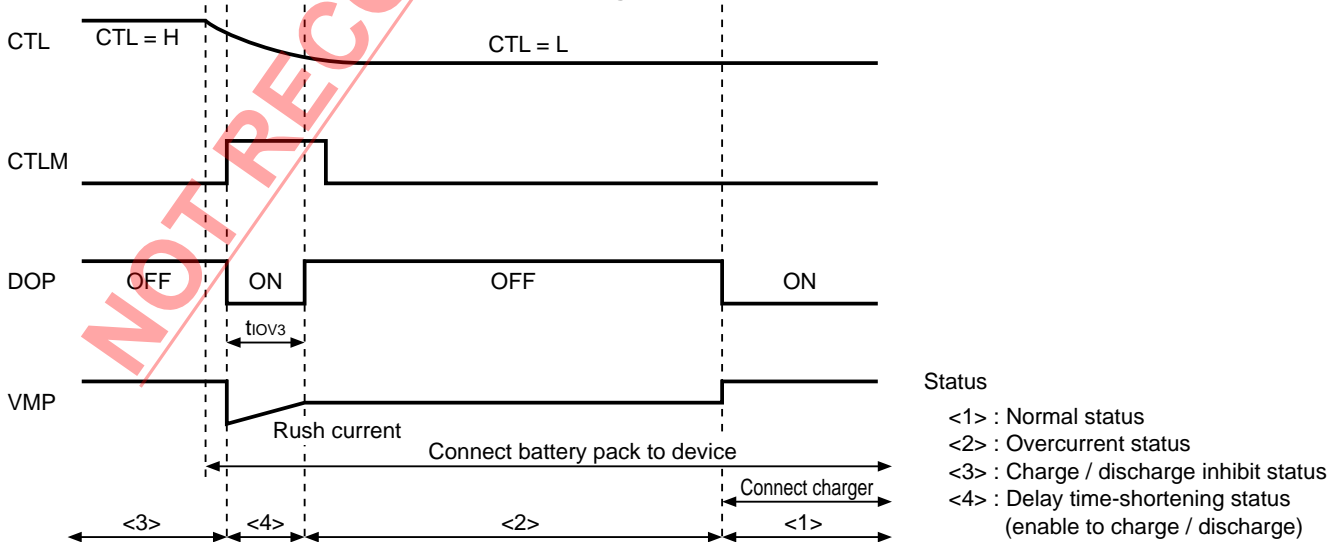 CTL
CTL = H
CTL = L
CTLM
DOP
OFF
ON
OFF
ON
tIOV3
VMP
Rush current
Connect battery pack to device
Connect charger
<3>
<4>
<2>
<1>
Status
<1> : Normal status
<2> : Overcurrent status
<3> : Charge / discharge inhibit status
<4> : Delay time-shortening status
(enable to charge / discharge)
NOT